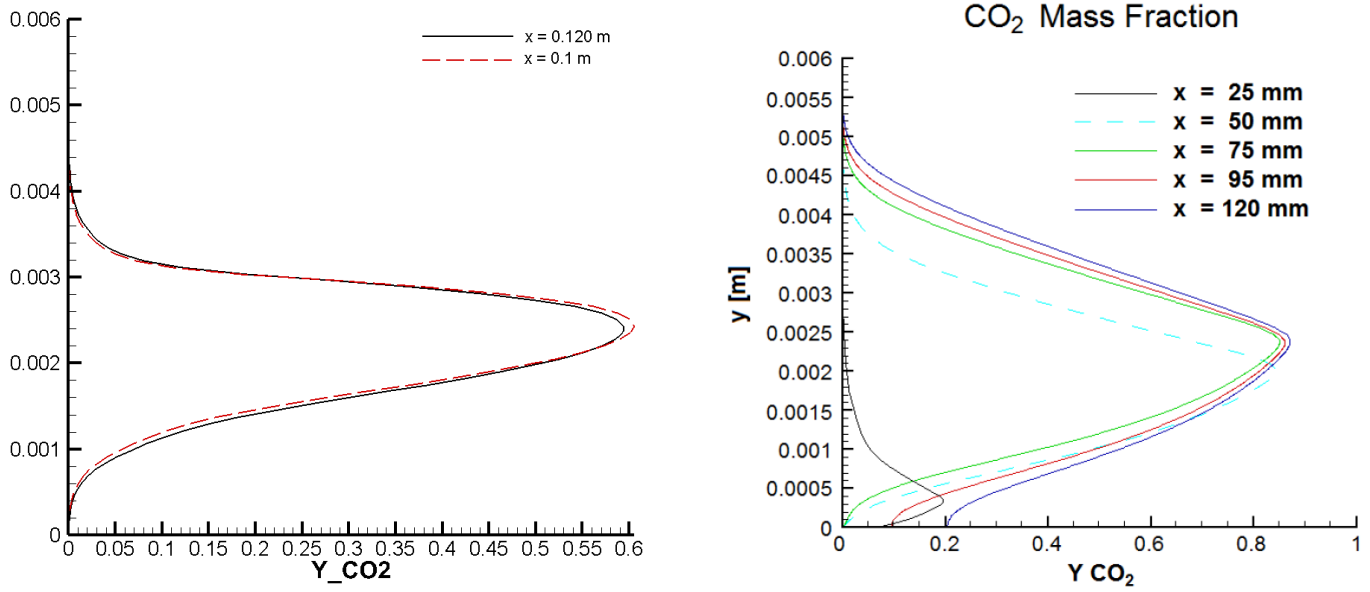 0.006
0.005
0.004
0.003
0.002
0.001
0
0 0.05 0.1 0.15 0.2 0.25 0.3 0.35 0.4 0.45 0.5 0.55 0.6
Y_CO2
x = 0.120 m
x = 0.1 m
CO₂ Mass Fraction
0.006
0.0055
0.005
0.0045
0.004
0.0035
0.003
0.0025
0.002
0.0015
0.001
0.0005
0
y [m]
0 0.2 0.4 0.6 0.8 1
Y CO₂
x = 25 mm
x = 50 mm
x = 75 mm
x = 95 mm
x = 120 mm